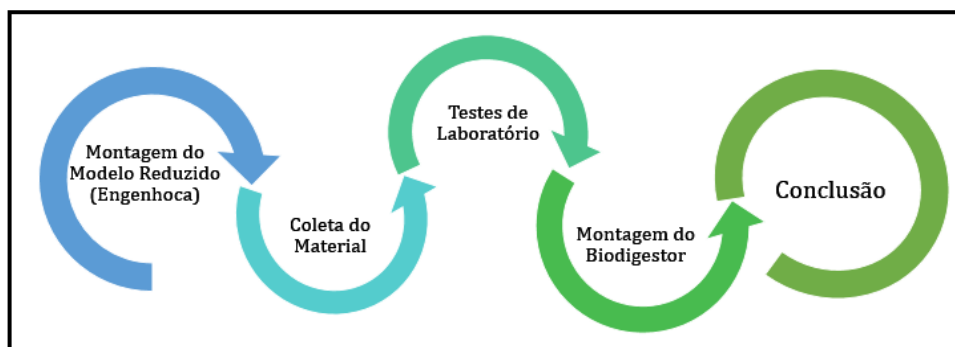 Montagem do
Modelo Reduzido
(Engenhoca)
Coleta do
Material
Testes de
Laboratório
Montagem do
Biodigestor
Conclusão